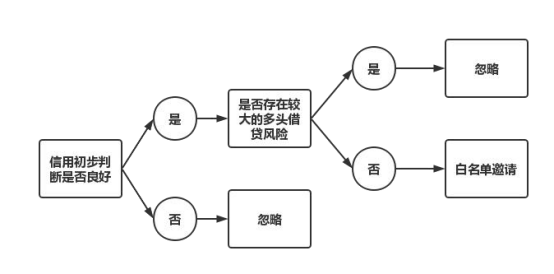 信用初步判
断是否良好
是
否
是否存在较
大的多头借
贷风险
忽略
是
否
忽略
白名单邀请